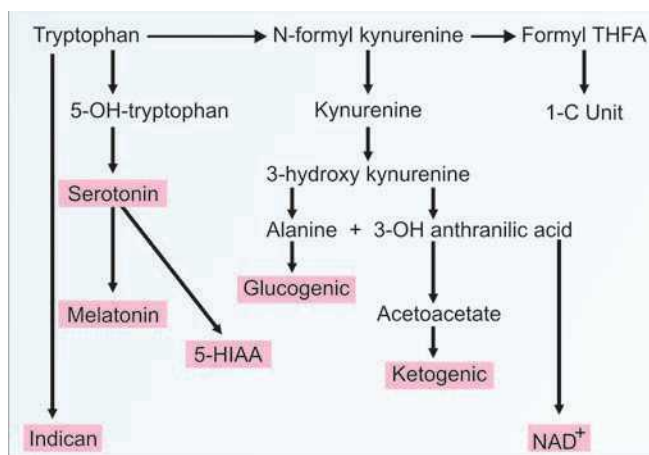 Tryptophan N-formyl kynurenine Formyl THFA
5-OH-tryptophan Kynurenine 1-C Unit
3-hydroxy kynurenine
Serotonin
Alanine + 3-OH anthranilic acid
Glucogenic
Melatonin Acetoacetate
5-HIAA
Ketogenic
Indican NAD+